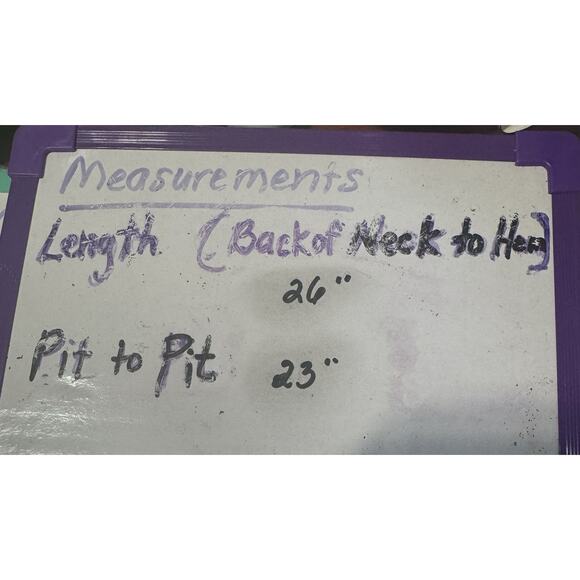 Measurements
Length (Back of Neck to Hem)
26"
Pit to Pit 23"